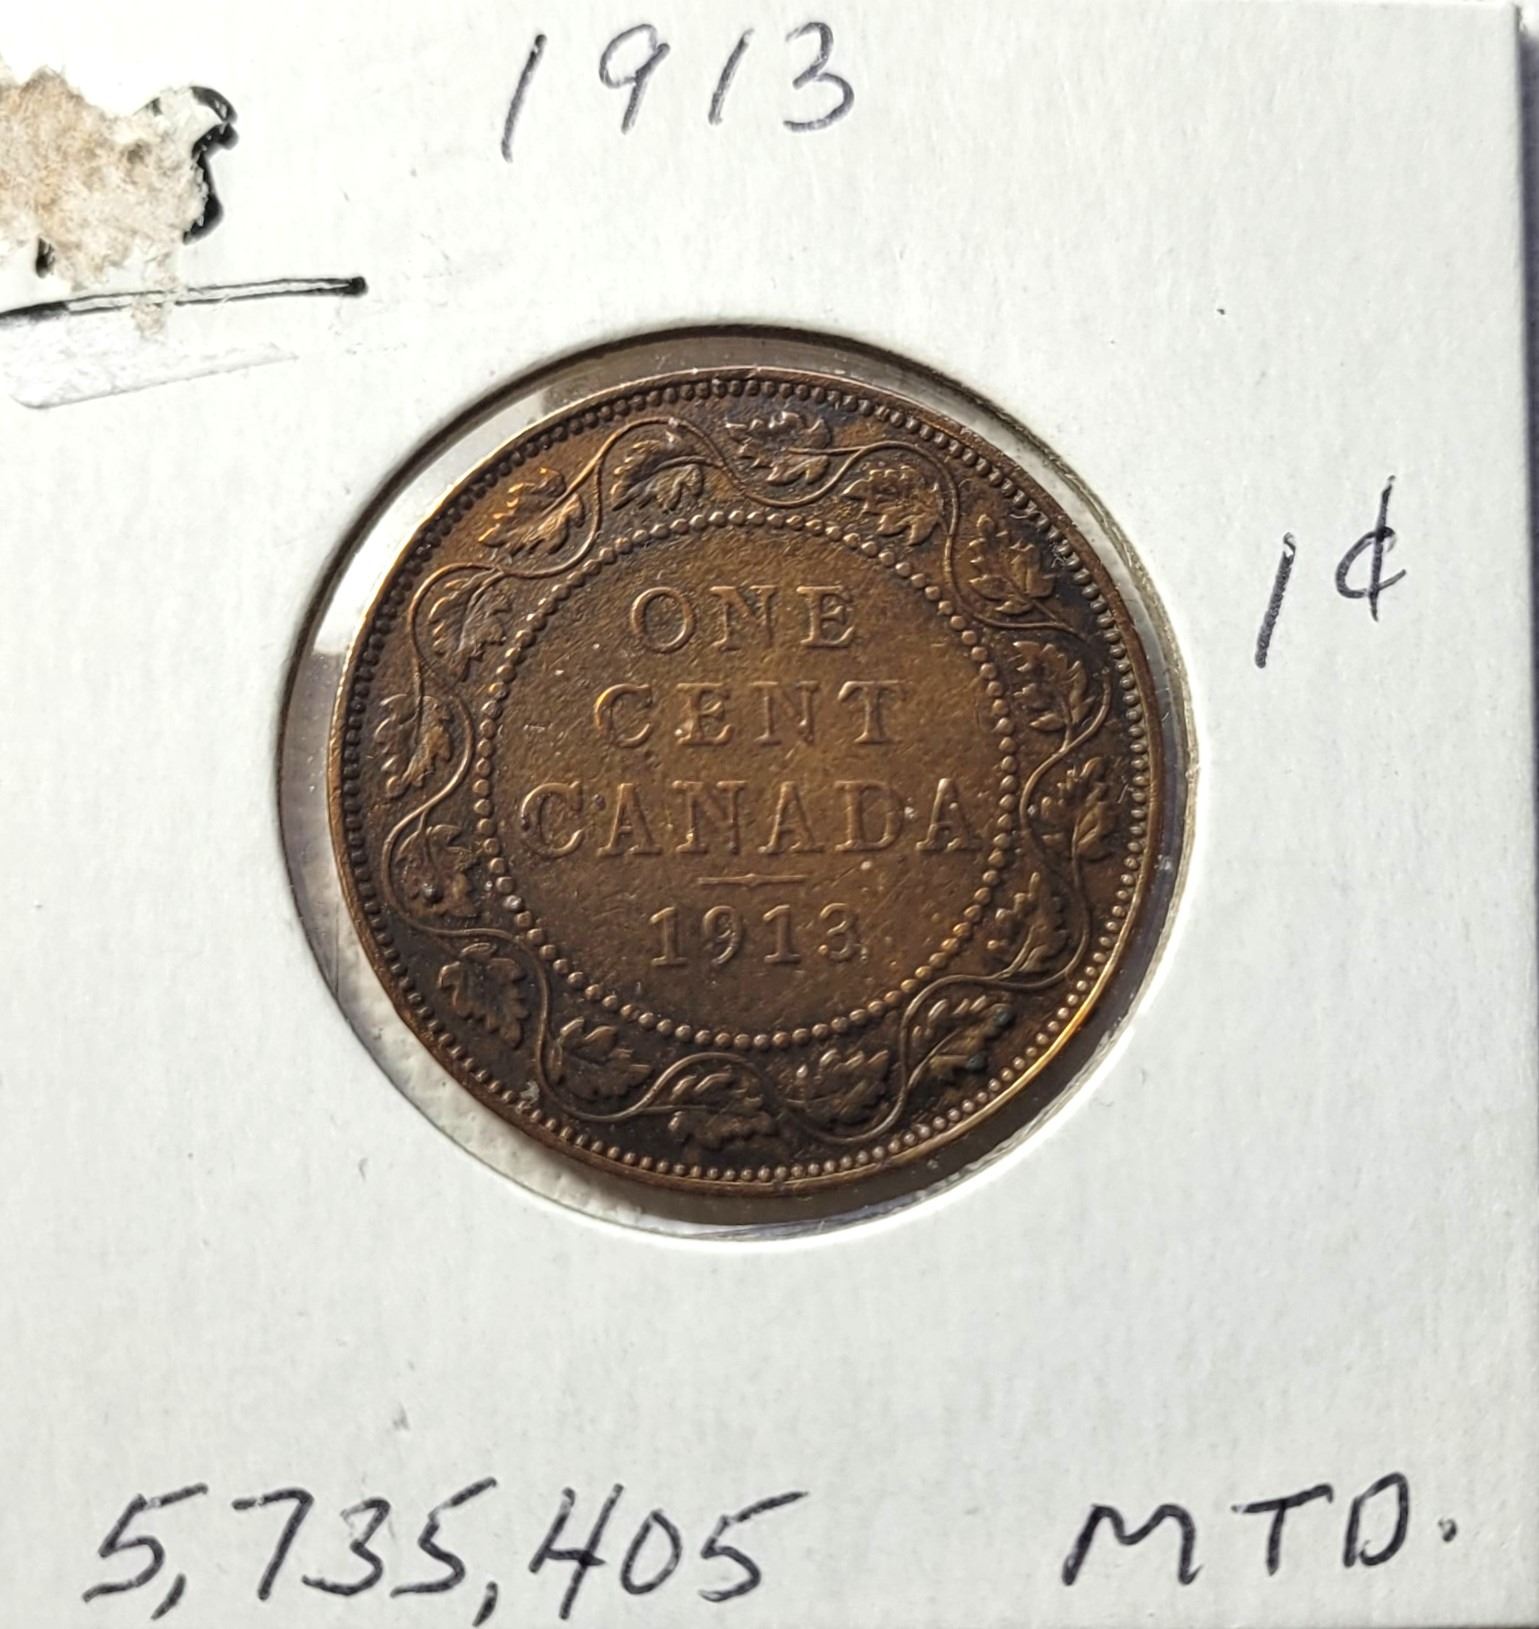 1913
ONE
CENT
CANADA
1913
1¢
5,735,405 MTD.